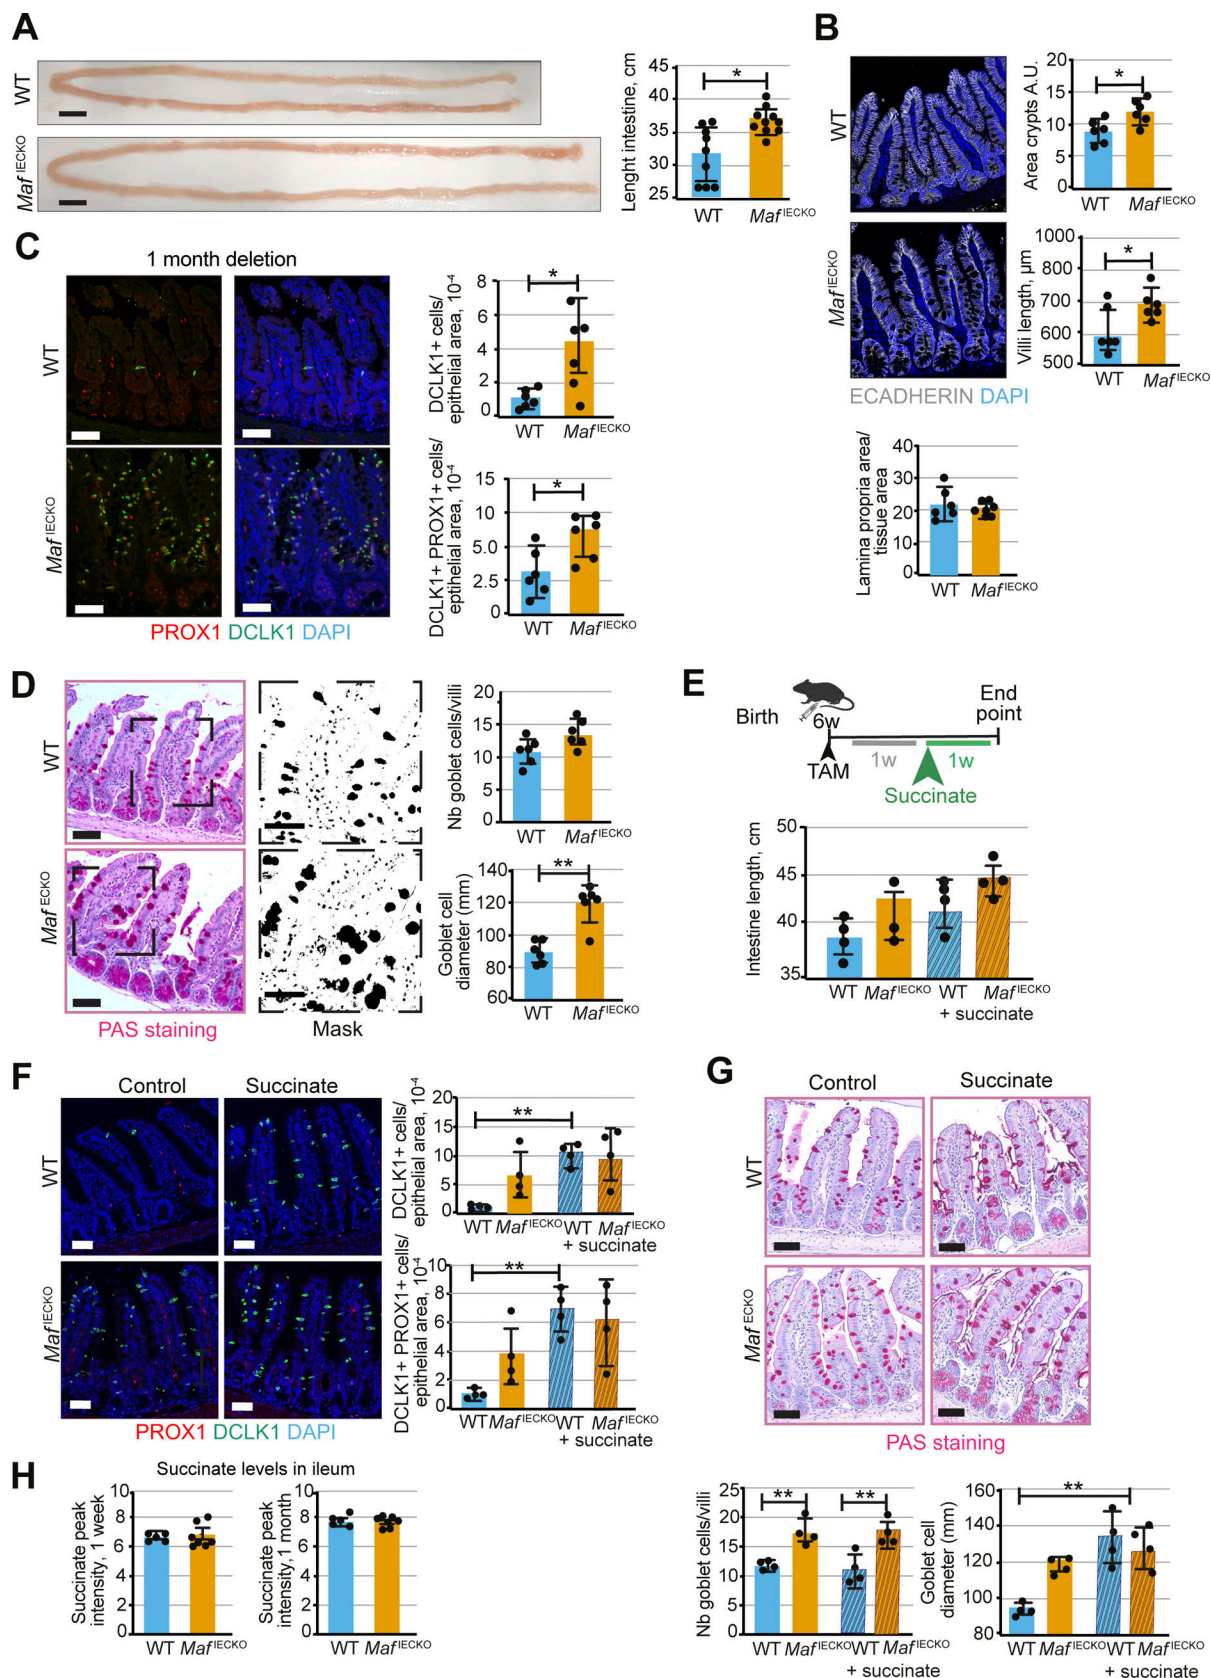 A
WT
Maf IECKO
Lenght intestine, cm
45
40
35
30
25
*
WT
Maf IECKO
B
WT
Maf IECKO
ECADHERIN DAPI
Area crypts A.U.
20
15
10
5
0
*
WT
Maf IECKO
Villi length, µm
1000
800
700
600
500
*
WT
Maf IECKO
Lamina propria area/
tissue area
40
30
20
10
0
WT
Maf IECKO
C
1 month deletion
WT
Maf IECKO
PROX1 DCLK1 DAPI
DCLK1+ cells/
epithelial area, 10-4
8
6
4
2
0
*
WT
Maf IECKO
DCLK1+ PROX1+ cells/
epithelial area, 10-4
15
10
5.0
2.5
0
*
WT
Maf IECKO
D
WT
Maf ECKO
PAS staining
Mask
Nb goblet cells/villi
20
15
10
5
0
WT
Maf IECKO
Goblet cell
diameter (mm)
140
120
100
80
60
**
WT
Maf IECKO
E
Birth
6w
End
point
TAM
1w
1w
Succinate
Intestine length, cm
50
45
40
35
WT
Maf IECKO
WT
Maf IECKO
+ succinate
F
Control
Succinate
WT
Maf IECKO
PROX1 DCLK1 DAPI
DCLK1+ cells/
epithelial area, 10-4
20
15
10
5
0
**
WT Maf IECKO WT Maf IECKO
+ succinate
DCLK1+ PROX1+ cells/
epithelial area, 10-4
10
8
6
4
2
0
**
WT Maf IECKO WT Maf IECKO
+ succinate
G
Control
Succinate
WT
Maf ECKO
PAS staining
Nb goblet cells/villi
25
20
15
10
5
0
**
**
WT Maf IECKO WT Maf IECKO
+ succinate
Goblet cell
diameter (mm)
160
140
120
100
80
**
WT Maf IECKO WT Maf IECKO
+ succinate
H
Succinate levels in ileum
Succinate peak
intensity, 1 week
10
8
6
4
2
0
WT Maf IECKO
Succinate peak
intensity,1 month
10
8
6
4
2
0
WT Maf IECKO